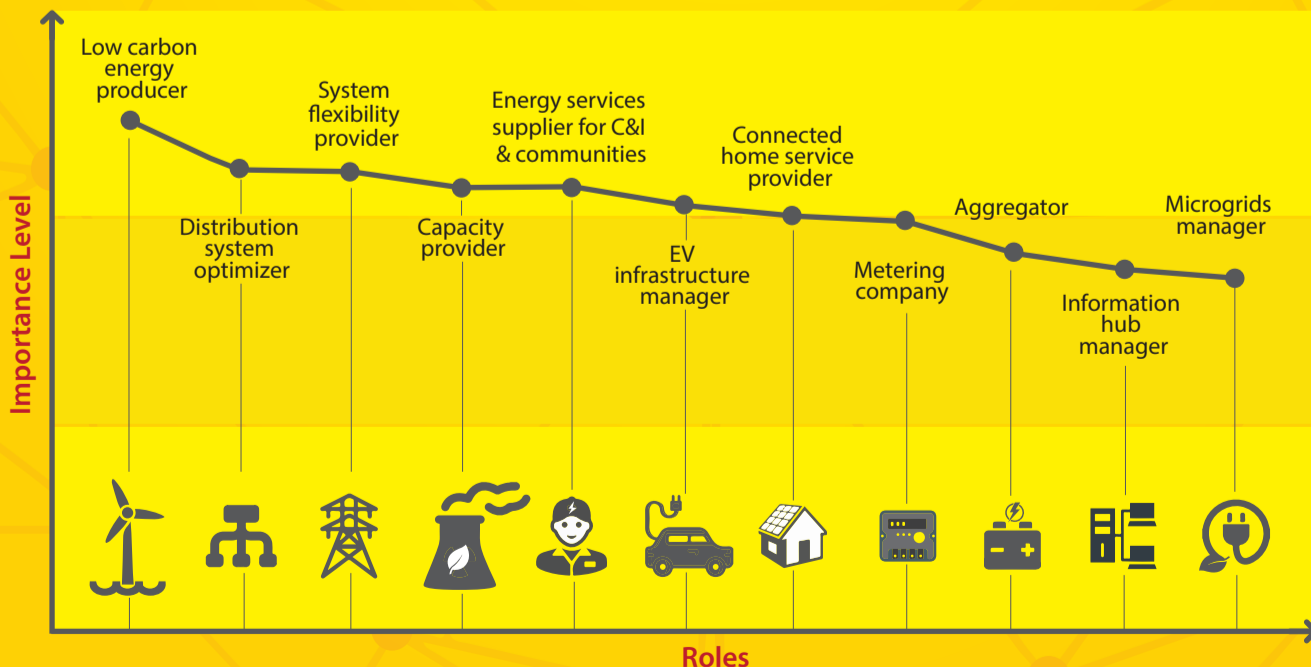 Importance Level
Low carbon
energy
producer
Distribution
system
optimizer
System
flexibility
provider
Capacity
provider
Energy services
supplier for C&I
& communities
EV
infrastructure
manager
Connected
home service
provider
Metering
company
Aggregator
Information
hub
manager
Microgrids
manager
Roles